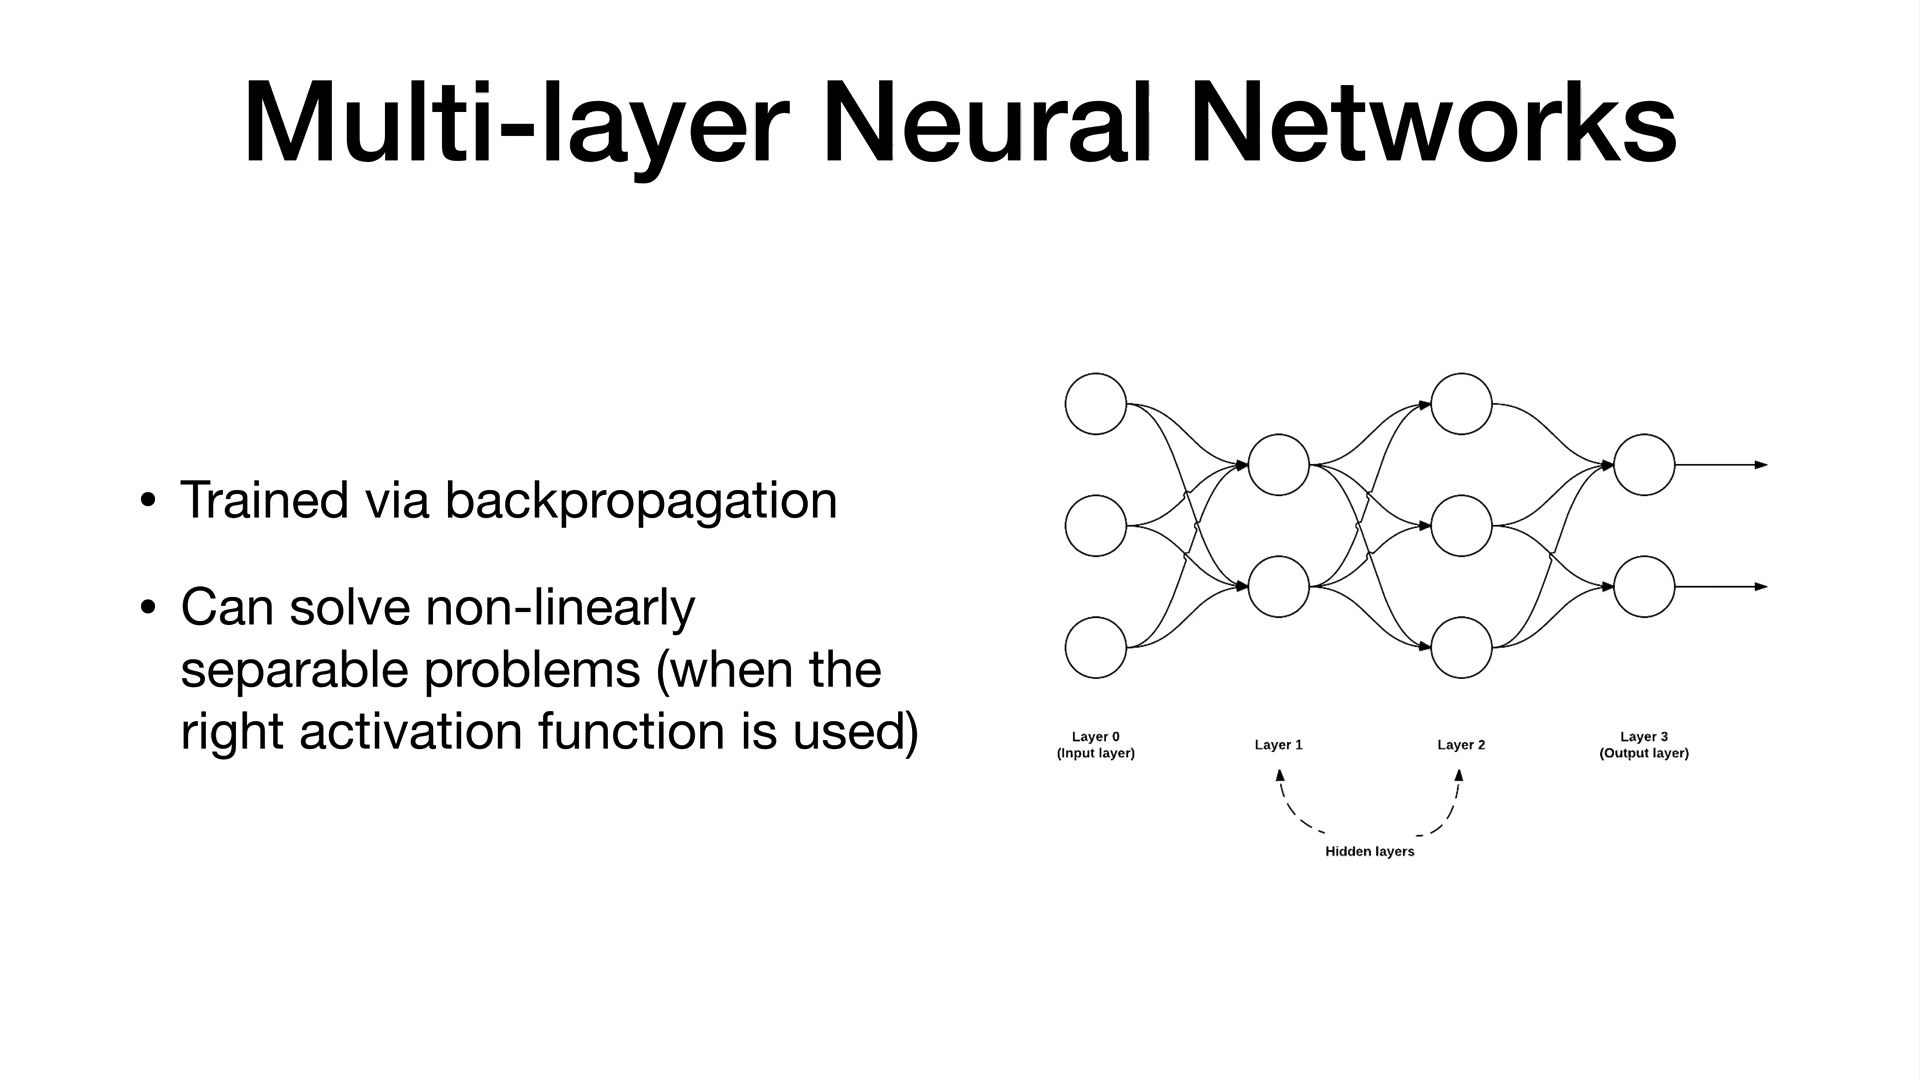 Multi-layer Neural Networks
• Trained via backpropagation
• Can solve non-linearly
separable problems (when the
right activation function is used)
Layer 0
(Input layer)
Layer 1
Layer 2
Layer 3
(Output layer)
Hidden layers